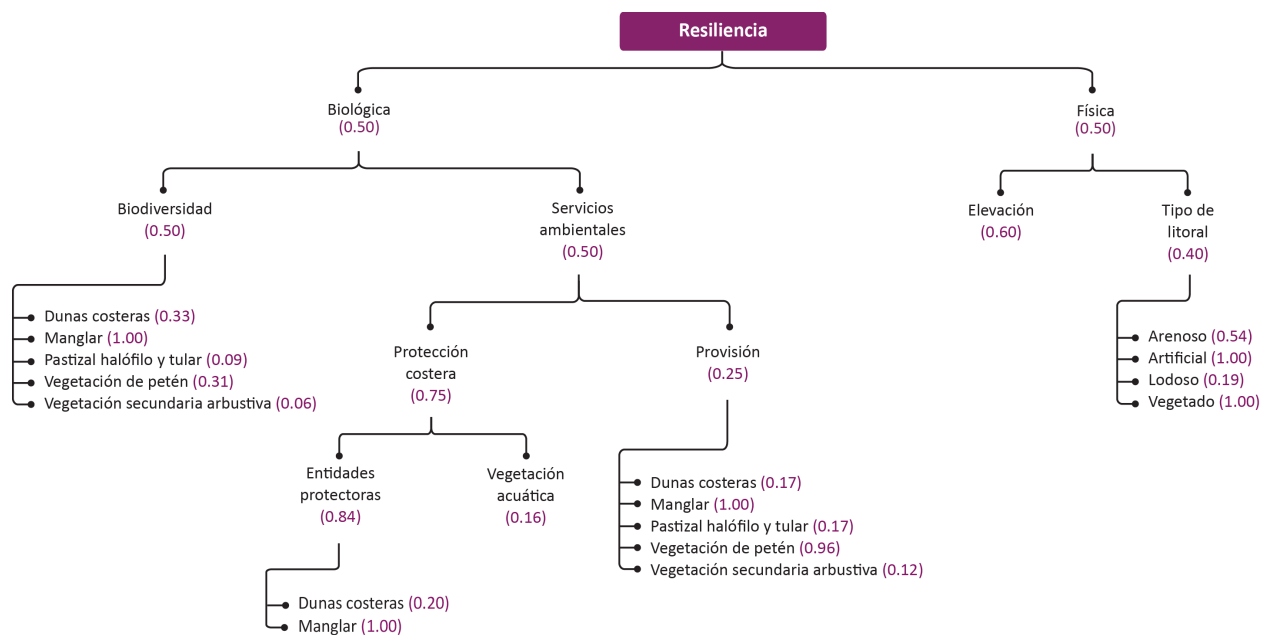 Resiliencia
Biológica
(0.50)
Física
(0.50)
Biodiversidad
(0.50)
Servicios
ambientales
(0.50)
Elevación
(0.60)
Tipo de
litoral
(0.40)
Dunas costeras (0.33)
Manglar (1.00)
Pastizal halófilo y tular (0.09)
Vegetación de petén (0.31)
Vegetación secundaria arbustiva (0.06)
Protección
costera
(0.75)
Provisión
(0.25)
Arenoso (0.54)
Artificial (1.00)
Lodoso (0.19)
Vegetado (1.00)
Entidades
protectoras
(0.84)
Vegetación
acuática
(0.16)
Dunas costeras (0.17)
Manglar (1.00)
Pastizal halófilo y tular (0.17)
Vegetación de petén (0.96)
Vegetación secundaria arbustiva (0.12)
Dunas costeras (0.20)
Manglar (1.00)